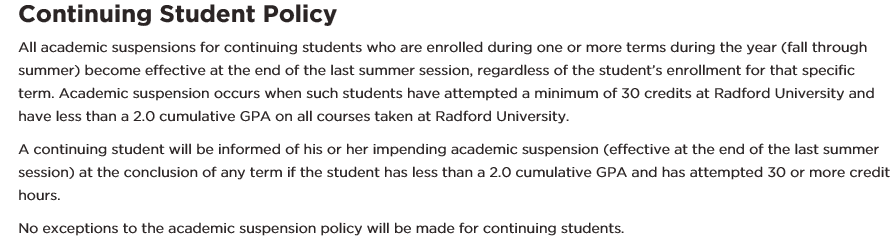 Continuing Student Policy
All academic suspensions for continuing students who are enrolled during one or more terms during the year (fall through
summer) become effective at the end of the last summer session, regardless of the student's enrollment for that specific
term. Academic suspension occurs when such students have attempted a minimum of 30 credits at Radford University and
have less than a 2.0 cumulative GPA on all courses taken at Radford University.
A continuing student will be informed of his or her impending academic suspension (effective at the end of the last summer
session) at the conclusion of any term if the student has less than a 2.0 cumulative GPA and has attempted 30 or more credit
hours.
No exceptions to the academic suspension policy will be made for continuing students.